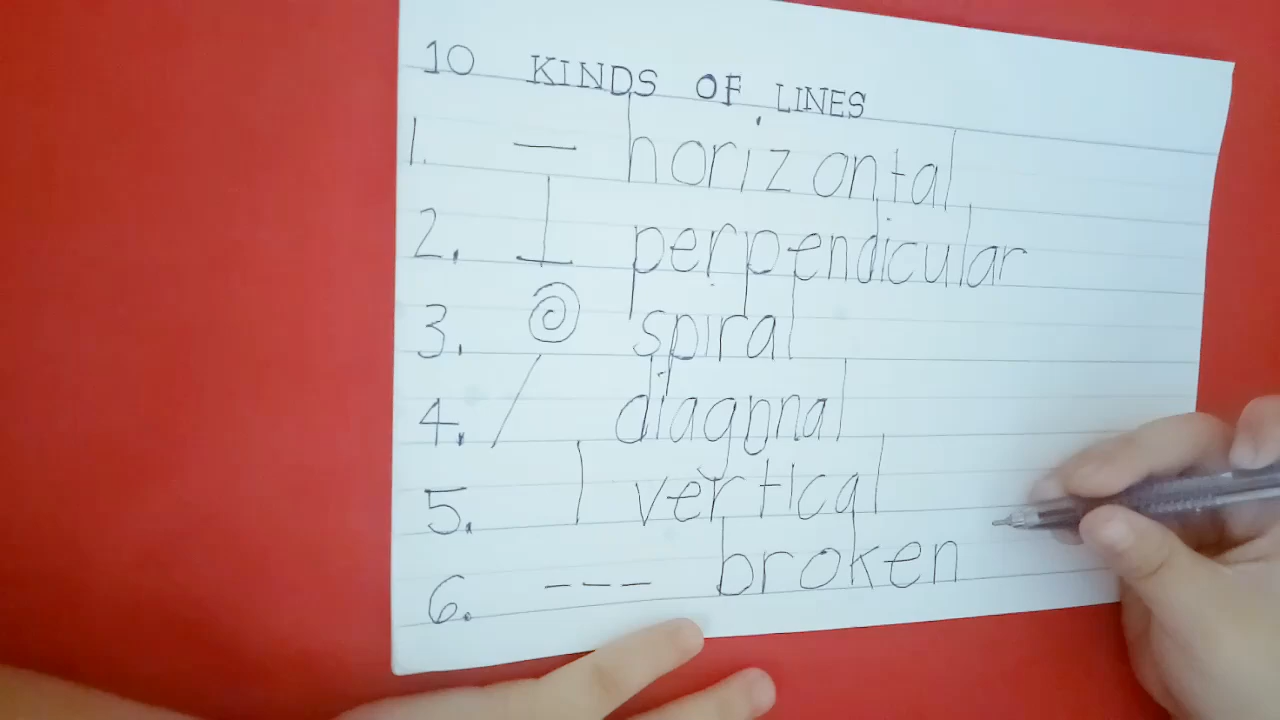 10 KINDS OF LINES
1. — horizontal
2. ⊥ perpendicular
3. spiral
4. / diagonal
5. | vertical
6. --- broken